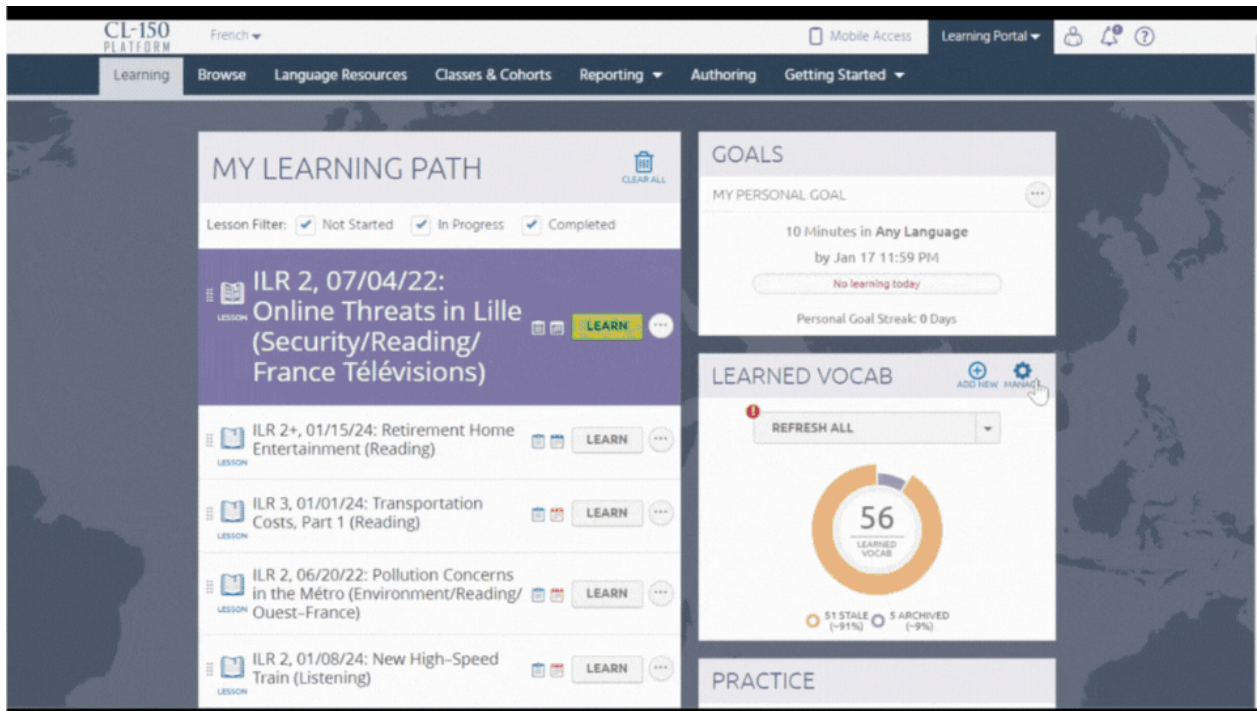 CL-150
PLATFORM
French
Mobile Access
Learning Portal
Learning
Browse
Language Resources
Classes & Cohorts
Reporting
Authoring
Getting Started
MY LEARNING PATH
CLEAR ALL
Lesson Filter:
Not Started
In Progress
Completed
ILR 2, 07/04/22:
Online Threats in Lille
(Security/Reading/
France Télévisions)
LESSON
LEARN
ILR 2+, 01/15/24: Retirement Home
Entertainment (Reading)
LESSON
LEARN
ILR 3, 01/01/24: Transportation
Costs, Part 1 (Reading)
LESSON
LEARN
ILR 2, 06/20/22: Pollution Concerns
in the Métro (Environment/Reading/
Ouest-France)
LESSON
LEARN
ILR 2, 01/08/24: New High-Speed
Train (Listening)
LESSON
LEARN
GOALS
MY PERSONAL GOAL
10 Minutes in Any Language
by Jan 17 11:59 PM
No learning today
Personal Goal Streak: 0 Days
LEARNED VOCAB
ADD NEW
MANAGE
REFRESH ALL
56
LEARNED
VOCAB
51 STALE
(~91%)
5 ARCHIVED
(~9%)
PRACTICE